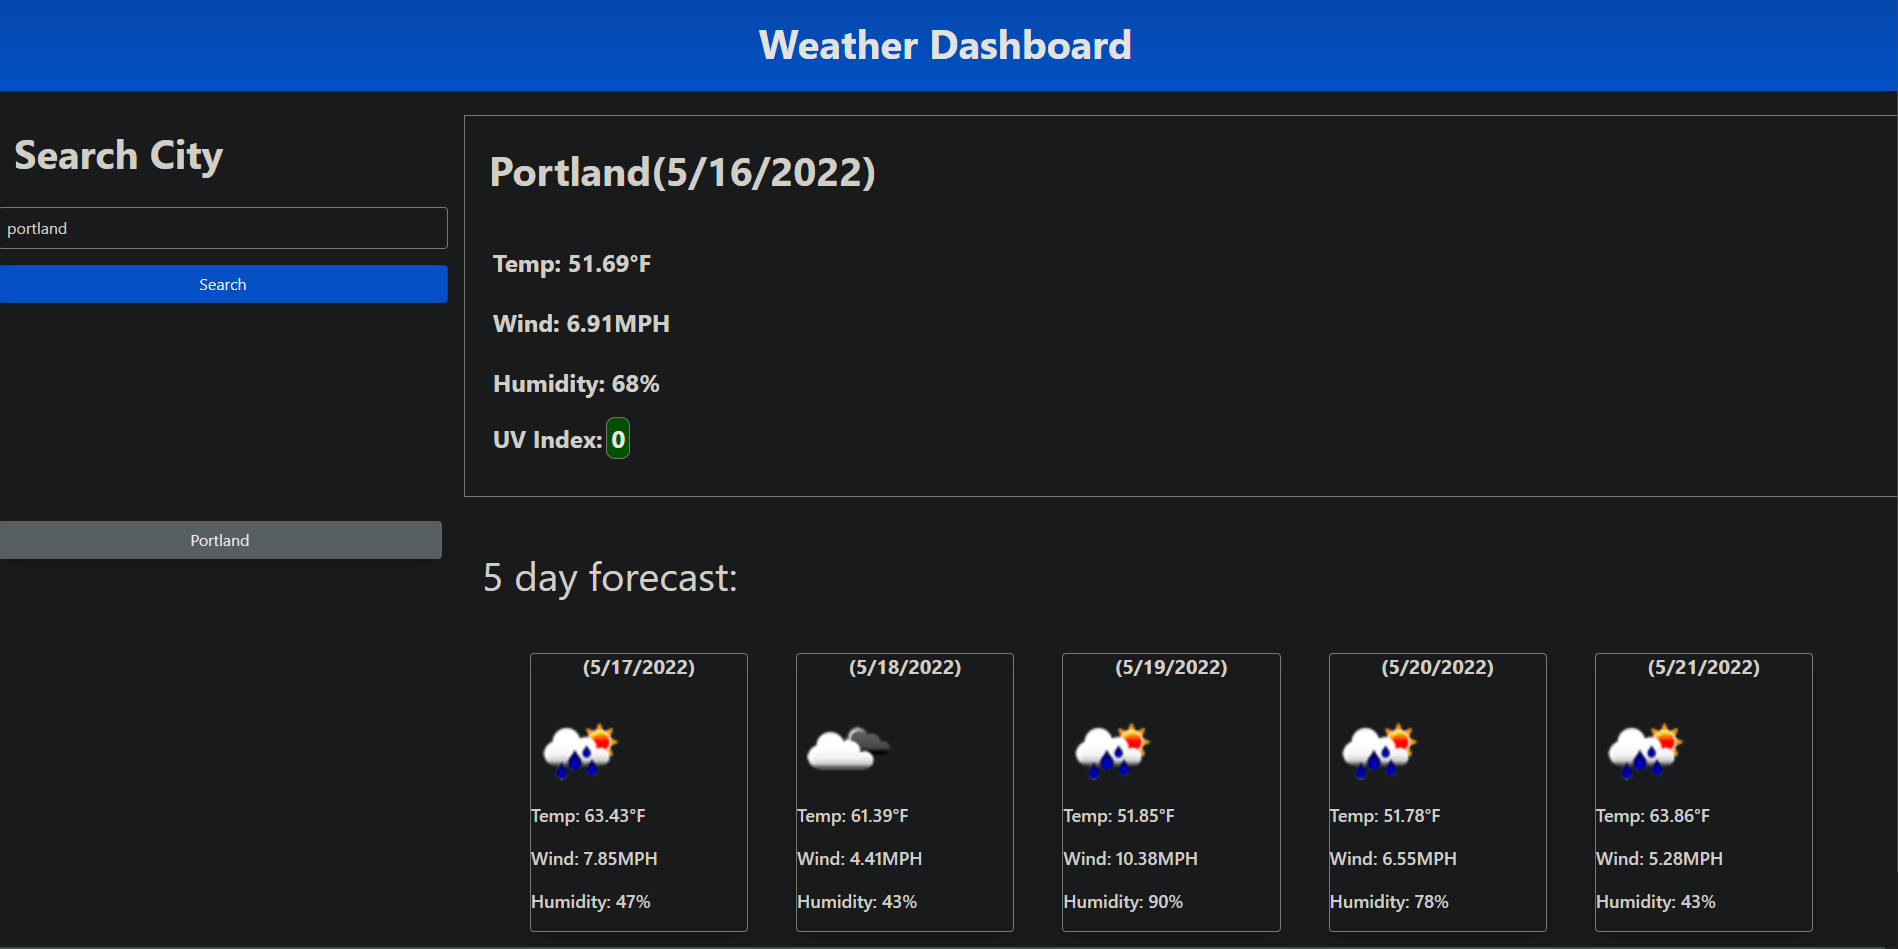 Weather Dashboard
Search City
portland
Search
Portland
Portland(5/16/2022)
Temp: 51.69°F
Wind: 6.91MPH
Humidity: 68%
UV Index: 0
5 day forecast:
(5/17/2022)
Temp: 63.43°F
Wind: 7.85MPH
Humidity: 47%
(5/18/2022)
Temp: 61.39°F
Wind: 4.41MPH
Humidity: 43%
(5/19/2022)
Temp: 51.85°F
Wind: 10.38MPH
Humidity: 90%
(5/20/2022)
Temp: 51.78°F
Wind: 6.55MPH
Humidity: 78%
(5/21/2022)
Temp: 63.86°F
Wind: 5.28MPH
Humidity: 43%